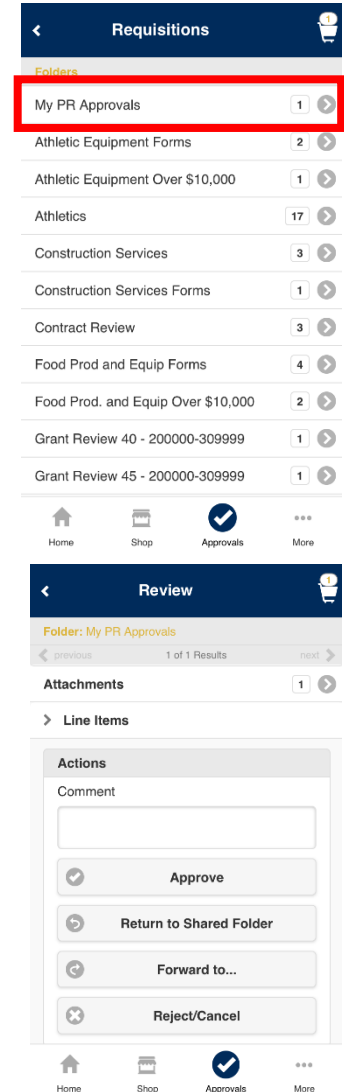 Requisitions
1
Folders
My PR Approvals 1
Athletic Equipment Forms 2
Athletic Equipment Over $10,000 1
Athletics 17
Construction Services 3
Construction Services Forms 1
Contract Review 3
Food Prod and Equip Forms 4
Food Prod. and Equip Over $10,000 2
Grant Review 40 - 200000-309999 1
Grant Review 45 - 200000-309999 1
Home Shop Approvals More
Review
1
Folder: My PR Approvals
previous 1 of 1 Results next
Attachments 1
Line Items
Actions
Comment
Approve
Return to Shared Folder
Forward to...
Reject/Cancel
Home Shop Approvals More